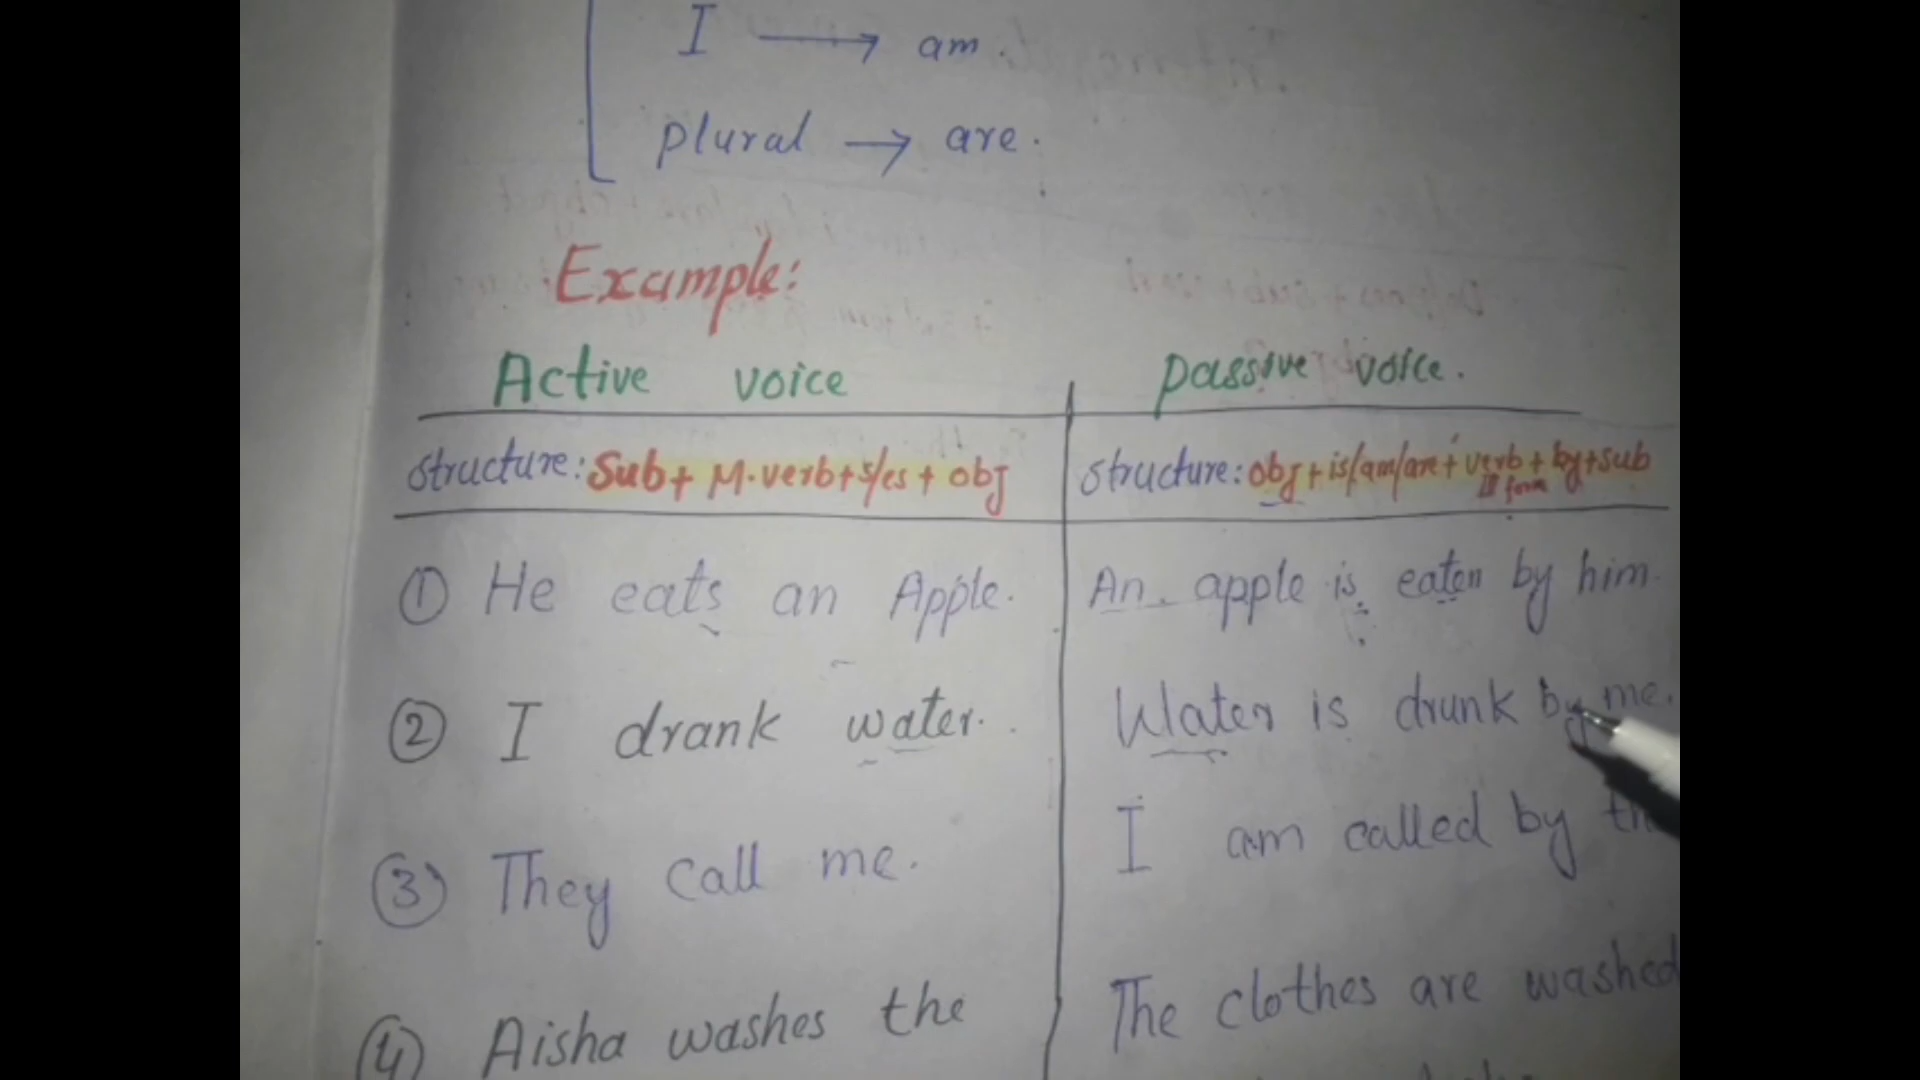 I → am.
plural → are.
Example:
Active voice
passive voice.
structure: Sub + M.verb+s/es + obj
structure: obj + is/am/are + verb + by + sub
III form
① He eats an Apple.
An apple is eaten by him.
② I drank water.
Water is drunk by me.
③ They call me.
I am called by
④ Aisha washes the
The clothes are washed